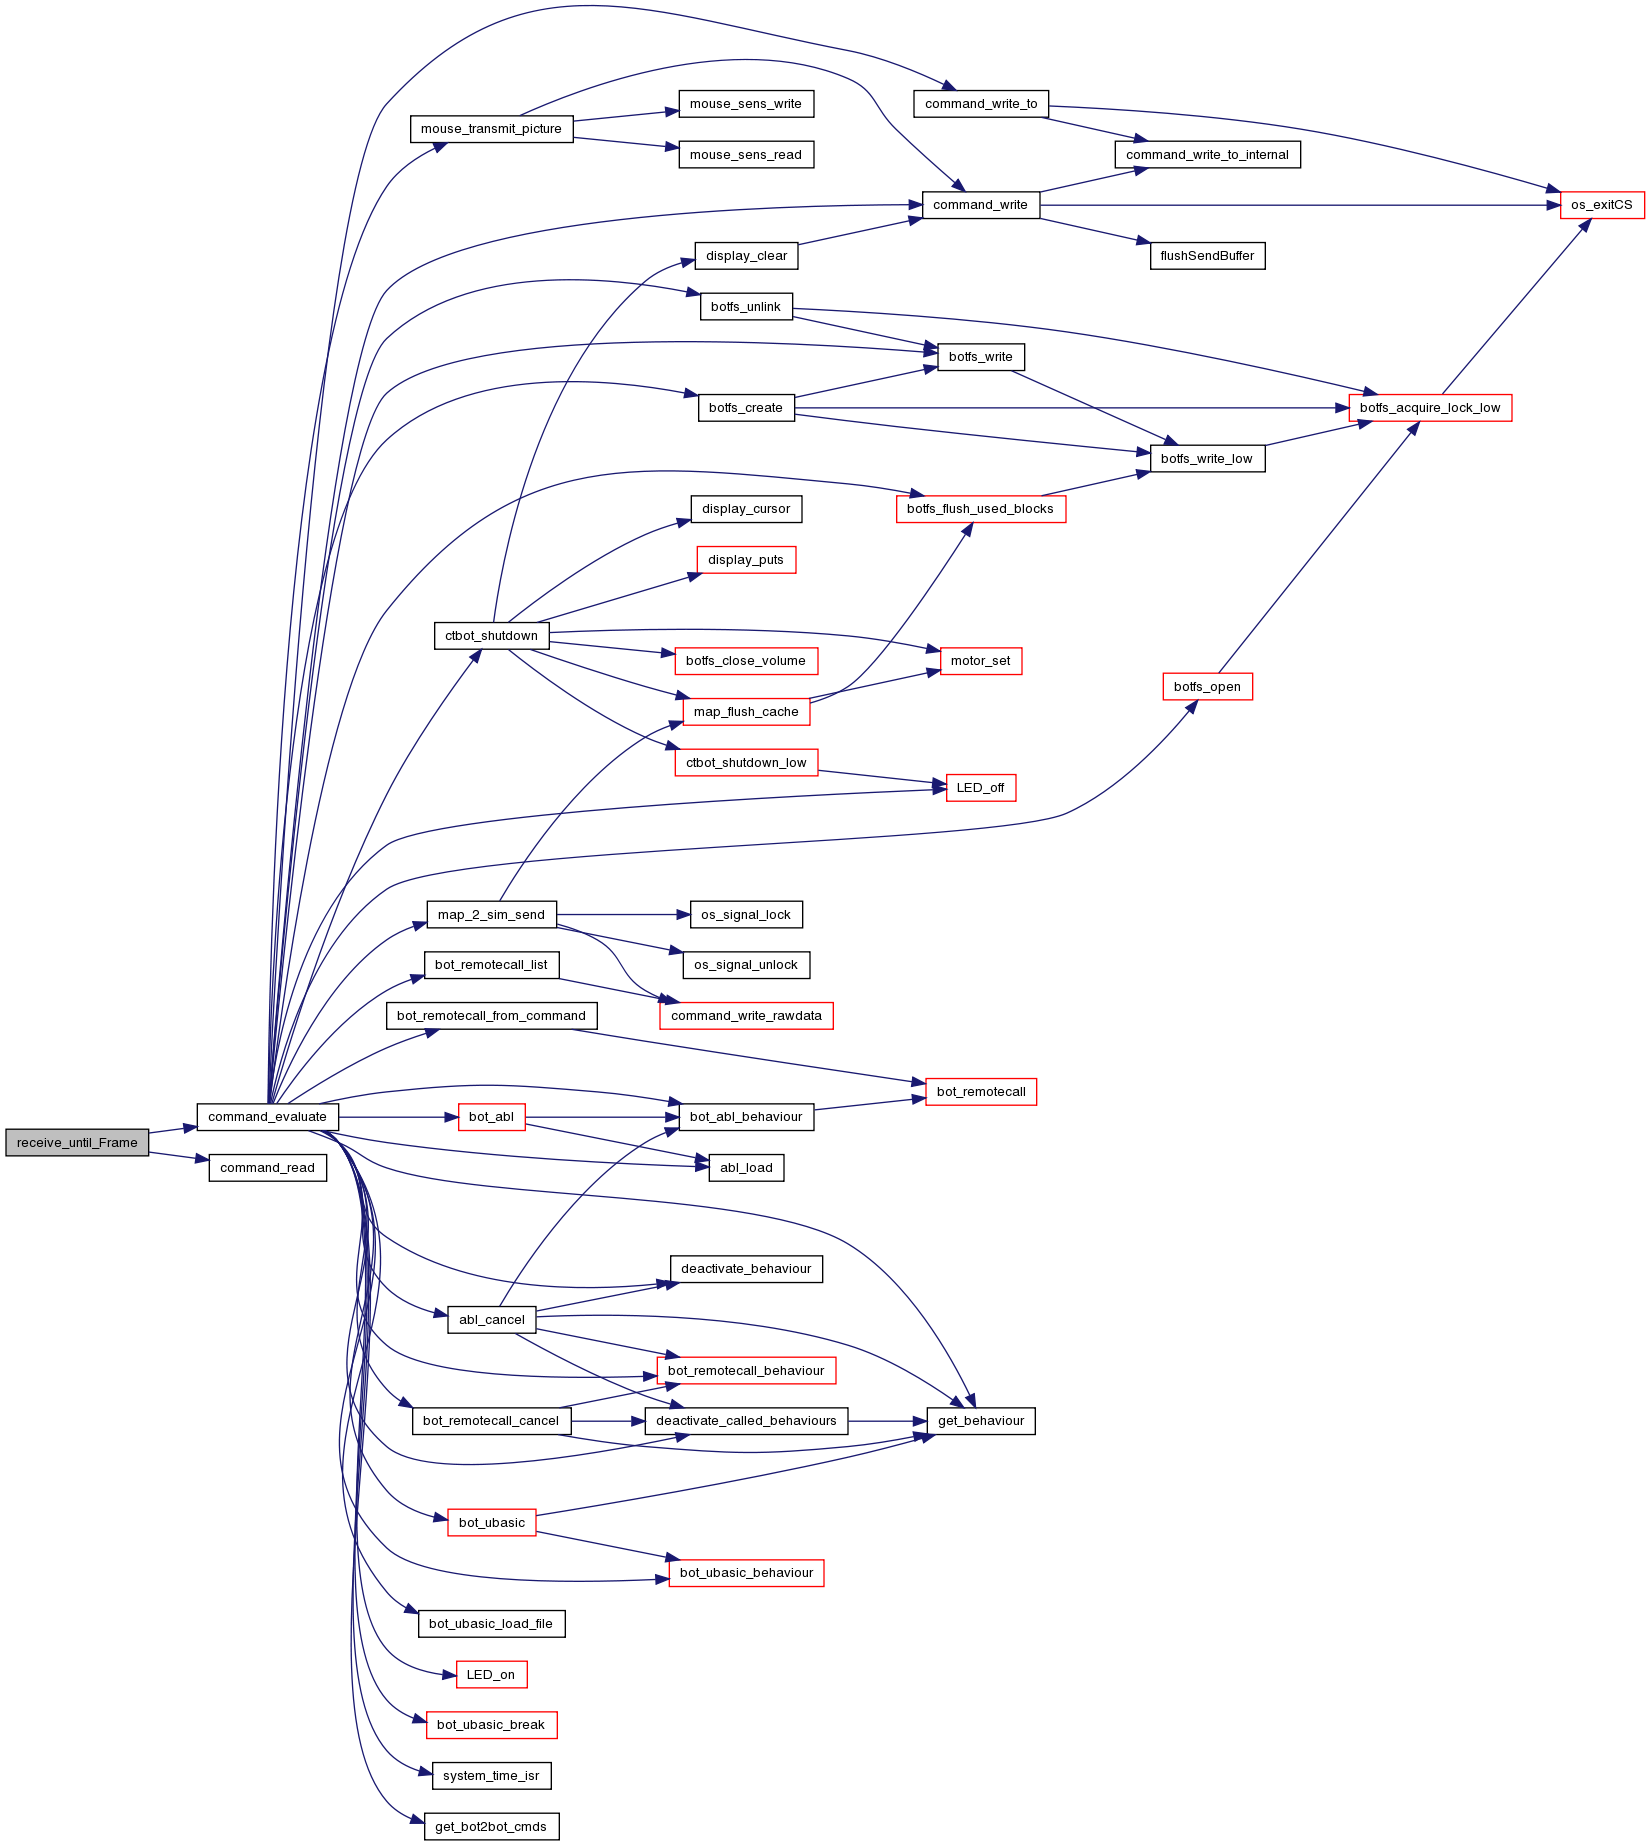 command_write_to
mouse_sens_write
mouse_transmit_picture
mouse_sens_read
command_write_to_internal
command_write
os_exitCS
display_clear
flushSendBuffer
botfs_unlink
botfs_write
botfs_create
botfs_acquire_lock_low
botfs_write_low
display_cursor
botfs_flush_used_blocks
display_puts
ctbot_shutdown
botfs_close_volume
motor_set
botfs_open
map_flush_cache
ctbot_shutdown_low
LED_off
map_2_sim_send
os_signal_lock
bot_remotecall_list
os_signal_unlock
bot_remotecall_from_command
command_write_rawdata
bot_remotecall
command_evaluate
bot_abl
bot_abl_behaviour
receive_until_Frame
command_read
abl_load
deactivate_behaviour
abl_cancel
bot_remotecall_behaviour
bot_remotecall_cancel
deactivate_called_behaviours
get_behaviour
bot_ubasic
bot_ubasic_behaviour
bot_ubasic_load_file
LED_on
bot_ubasic_break
system_time_isr
get_bot2bot_cmds